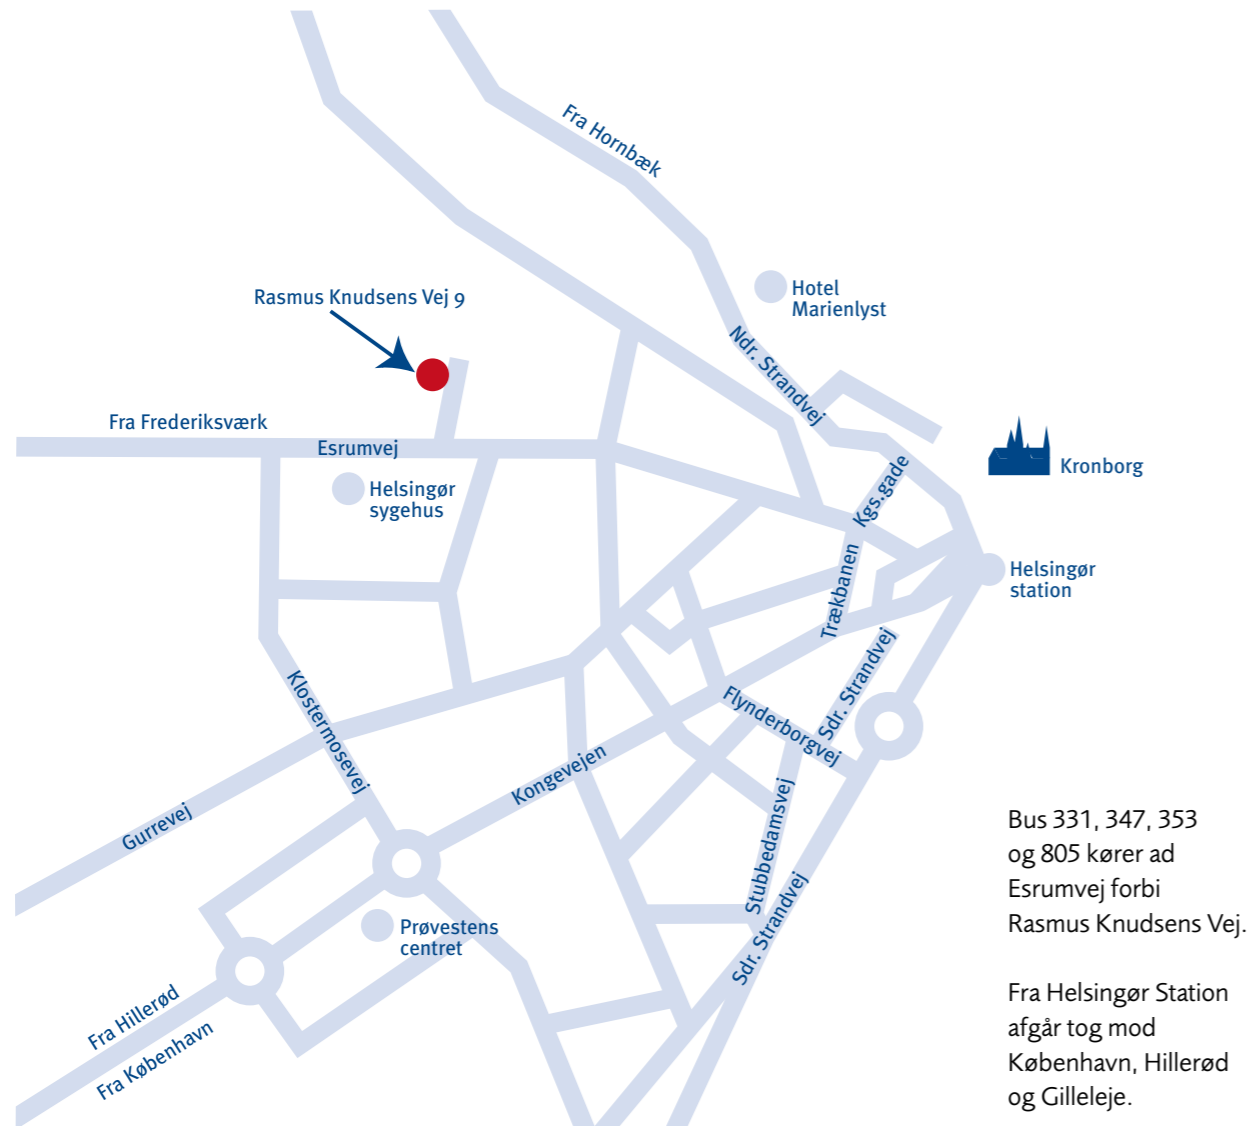 Fra Hornbæk
Hotel
Marienlyst
Rasmus Knudsens Vej 9
Ndr. Strandvej
Fra Frederiksværk
Esrumvej
Kronborg
Kgs.gade
Helsingør
sygehus
Helsingør
station
Trækbanen
Sdr. Strandvej
Flynderborgvej
Klostermosevej
Kongevejen
Gurrevej
Stubbedamsvej
Sdr. Strandvej
Prøvestens
centret
Fra Hillerød
Fra København
Bus 331, 347, 353
og 805 kører ad
Esrumvej forbi
Rasmus Knudsens Vej.
Fra Helsingør Station
afgår tog mod
København, Hillerød
og Gilleleje.